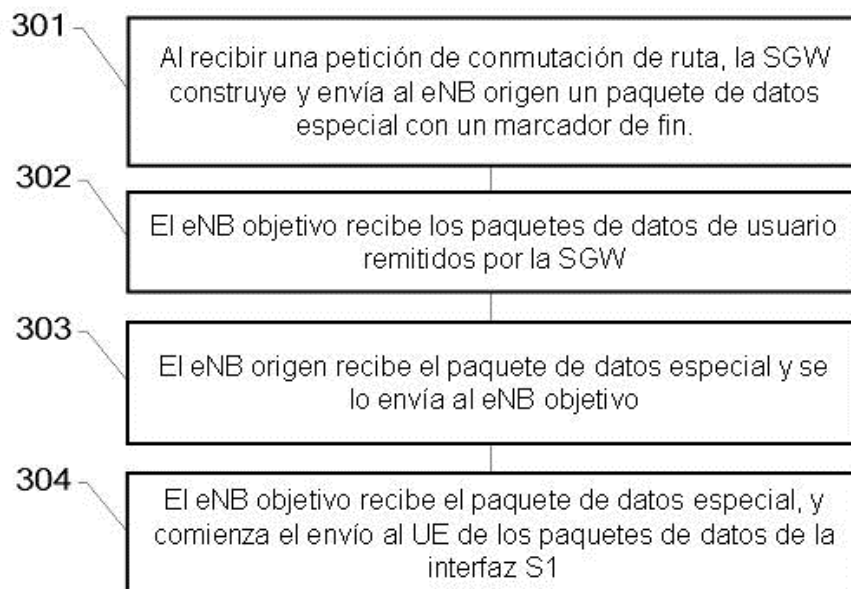 301
Al recibir una petición de conmutación de ruta, la SGW
construye y envía al eNB origen un paquete de datos
especial con un marcador de fin.
302
El eNB objetivo recibe los paquetes de datos de usuario
remitidos por la SGW
303
El eNB origen recibe el paquete de datos especial y se
lo envía al eNB objetivo
304
El eNB objetivo recibe el paquete de datos especial, y
comienza el envío al UE de los paquetes de datos de la
interfaz S1